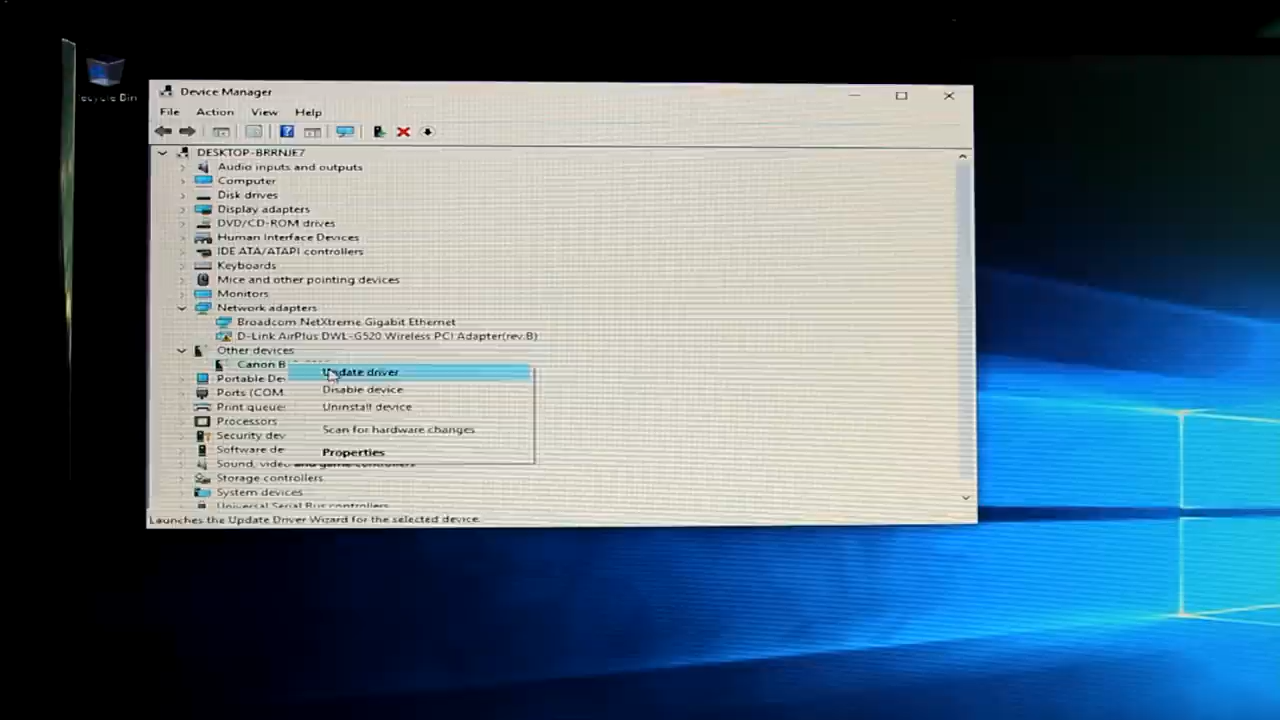 Device Manager
File Action View Help
DESKTOP-BRRNJE7
Audio inputs and outputs
Computer
Disk drives
Display adapters
DVD/CD-ROM drives
Human Interface Devices
IDE ATA/ATAPI controllers
Keyboards
Mice and other pointing devices
Monitors
Network adapters
Broadcom NetXtreme Gigabit Ethernet
D-Link AirPlus DWL-G520 Wireless PCI Adapter(rev.B)
Other devices
Canon
Update driver
Portable De
Disable device
Ports (COM
Print queue
Uninstall device
Processors
Scan for hardware changes
Security dev
Software de
Properties
Sound, video and game controllers
Storage controllers
System devices
Universal Serial Bus controllers
Launches the Update Driver Wizard for the selected device.